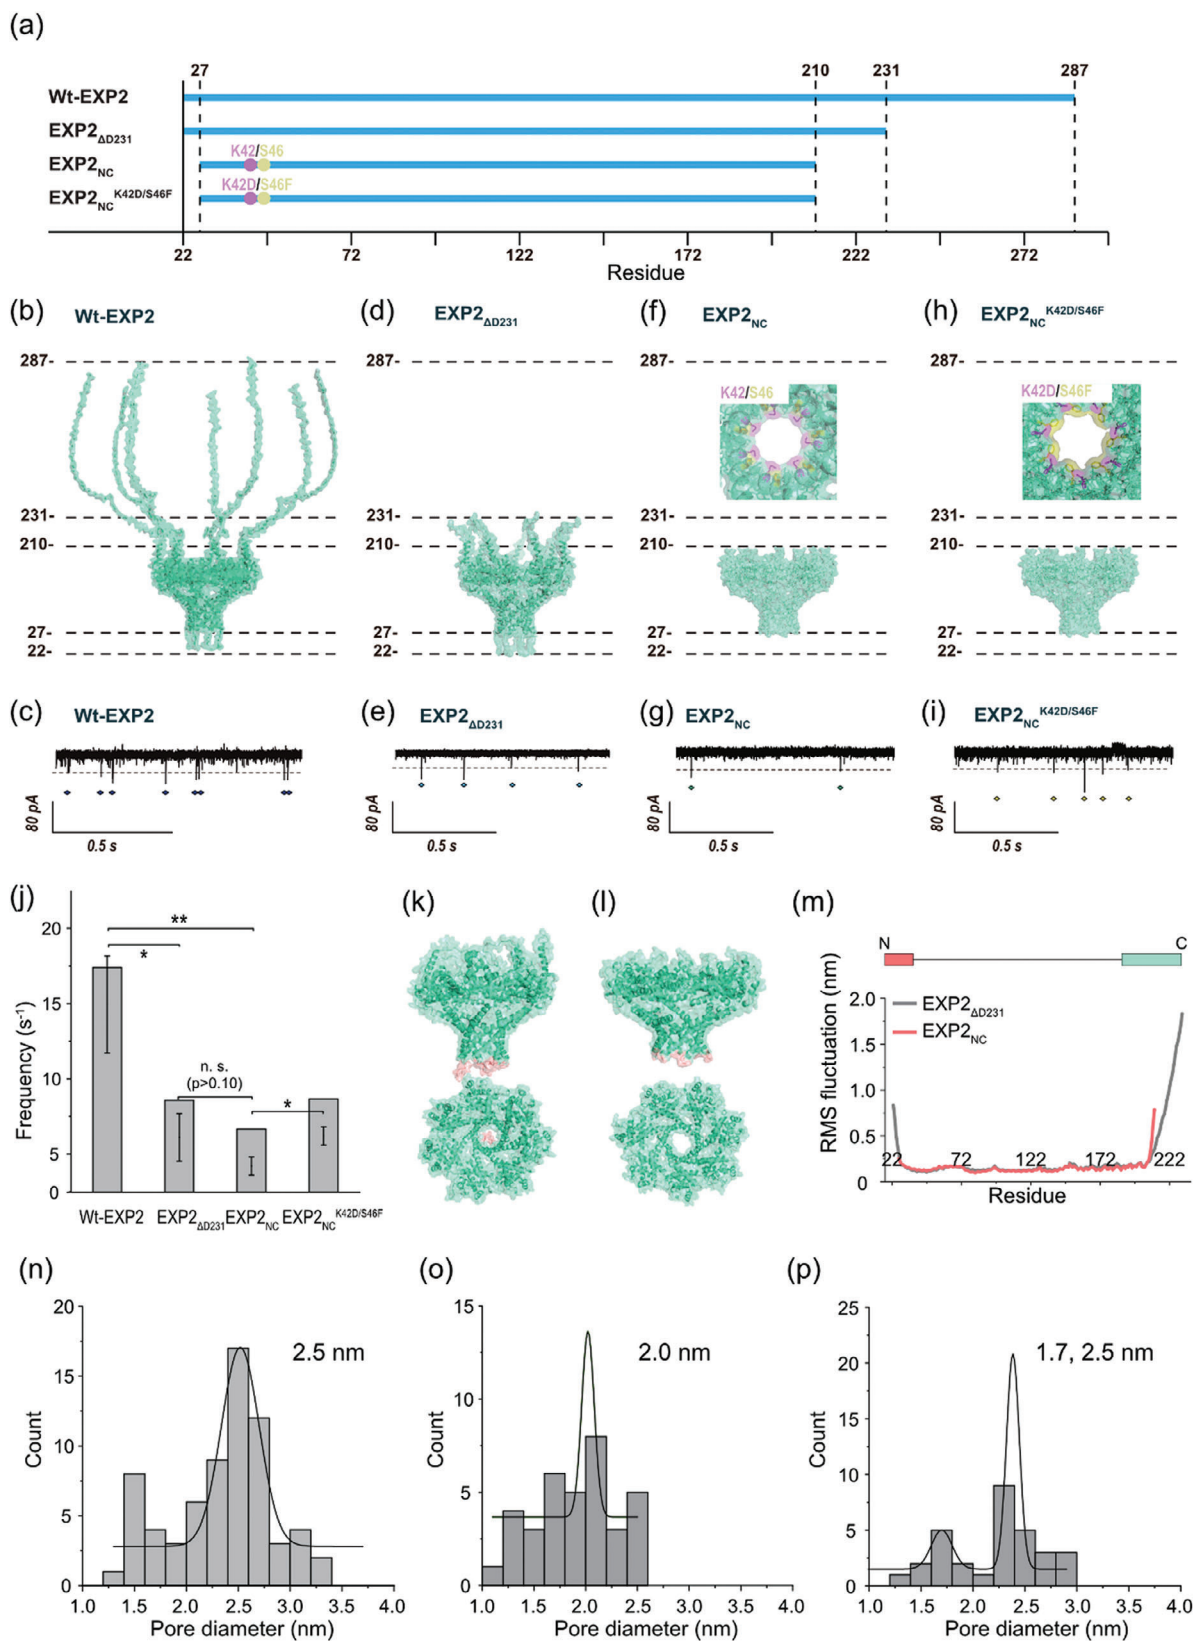 (a)
27 210 231 287
Wt-EXP2
EXP2ΔD231
K42/S46
EXP2NC
K42D/S46F
EXP2NC K42D/S46F
22 72 122 172 222 272
Residue
(b) Wt-EXP2 (d) EXP2ΔD231 (f) EXP2NC (h) EXP2NC K42D/S46F
287- 287- 287- 287-
K42/S46 K42D/S46F
231- 231- 231- 231-
210- 210- 210- 210-
27- 27- 27- 27-
22- 22- 22- 22-
(c) Wt-EXP2 (e) EXP2ΔD231 (g) EXP2NC (i) EXP2NC K42D/S46F
80 pA 80 pA 80 pA 80 pA
0.5 s 0.5 s 0.5 s 0.5 s
(j)
Frequency (s-1)
20
15
10
5
0
**
*
n. s.
(p>0.10)
*
Wt-EXP2 EXP2ΔD231 EXP2NC EXP2NC K42D/S46F
(k) (l) (m)
N C
RMS fluctuation (nm)
2.0
1.5
1.0
0.5
0
EXP2ΔD231
EXP2NC
22 72 122 172 222
Residue
(n)
Count
20
15
10
5
0
2.5 nm
1.0 1.5 2.0 2.5 3.0 3.5 4.0
Pore diameter (nm)
(o)
Count
15
10
5
0
2.0 nm
1.0 1.5 2.0 2.5 3.0 3.5 4.0
Pore diameter (nm)
(p)
Count
25
20
15
10
5
0
1.7, 2.5 nm
1.0 1.5 2.0 2.5 3.0 3.5 4.0
Pore diameter (nm)